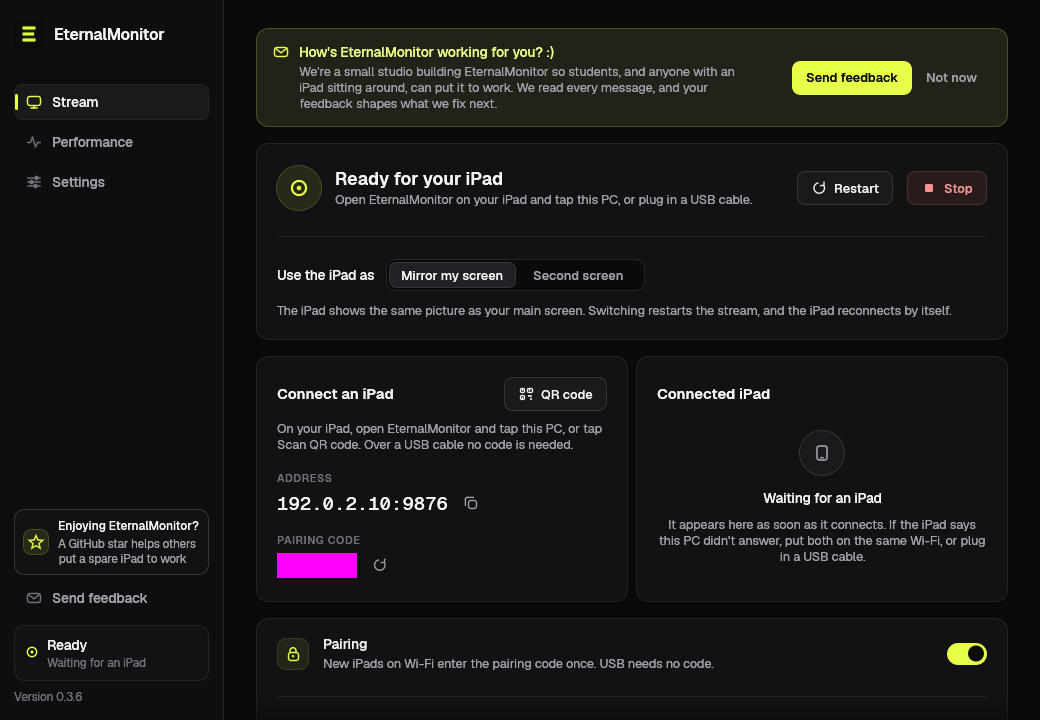 EternalMonitor
Stream
Performance
Settings
Enjoying EternalMonitor?
A GitHub star helps others
put a spare iPad to work
Send feedback
Ready
Waiting for an iPad
Version 0.3.6
How's EternalMonitor working for you? :)
We're a small studio building EternalMonitor so students, and anyone with an
iPad sitting around, can put it to work. We read every message, and your
feedback shapes what we fix next.
Send feedback
Not now
Ready for your iPad
Open EternalMonitor on your iPad and tap this PC, or plug in a USB cable.
Restart
Stop
Use the iPad as
Mirror my screen
Second screen
The iPad shows the same picture as your main screen. Switching restarts the stream, and the iPad reconnects by itself.
Connect an iPad
QR code
On your iPad, open EternalMonitor and tap this PC, or tap
Scan QR code. Over a USB cable no code is needed.
ADDRESS
192.0.2.10:9876
PAIRING CODE
Connected iPad
Waiting for an iPad
It appears here as soon as it connects. If the iPad says
this PC didn't answer, put both on the same Wi-Fi, or plug
in a USB cable.
Pairing
New iPads on Wi-Fi enter the pairing code once. USB needs no code.